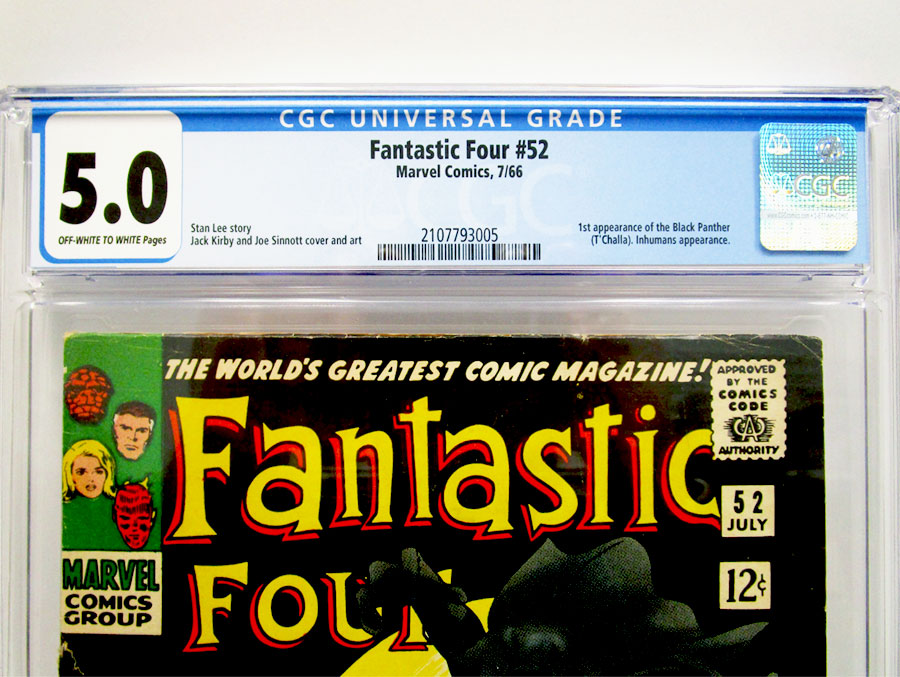 CGC UNIVERSAL GRADE
5.0
OFF-WHITE TO WHITE Pages
Fantastic Four #52
Marvel Comics, 7/66
Stan Lee story
Jack Kirby and Joe Sinnott cover and art
2107793005
1st appearance of the Black Panther
(T'Challa). Inhumans appearance.
CGC
THE WORLD'S GREATEST COMIC MAGAZINE!
FANTASTIC
FOUR
APPROVED
BY THE
COMICS
CODE
AUTHORITY
52
JULY
12¢
MARVEL
COMICS
GROUP